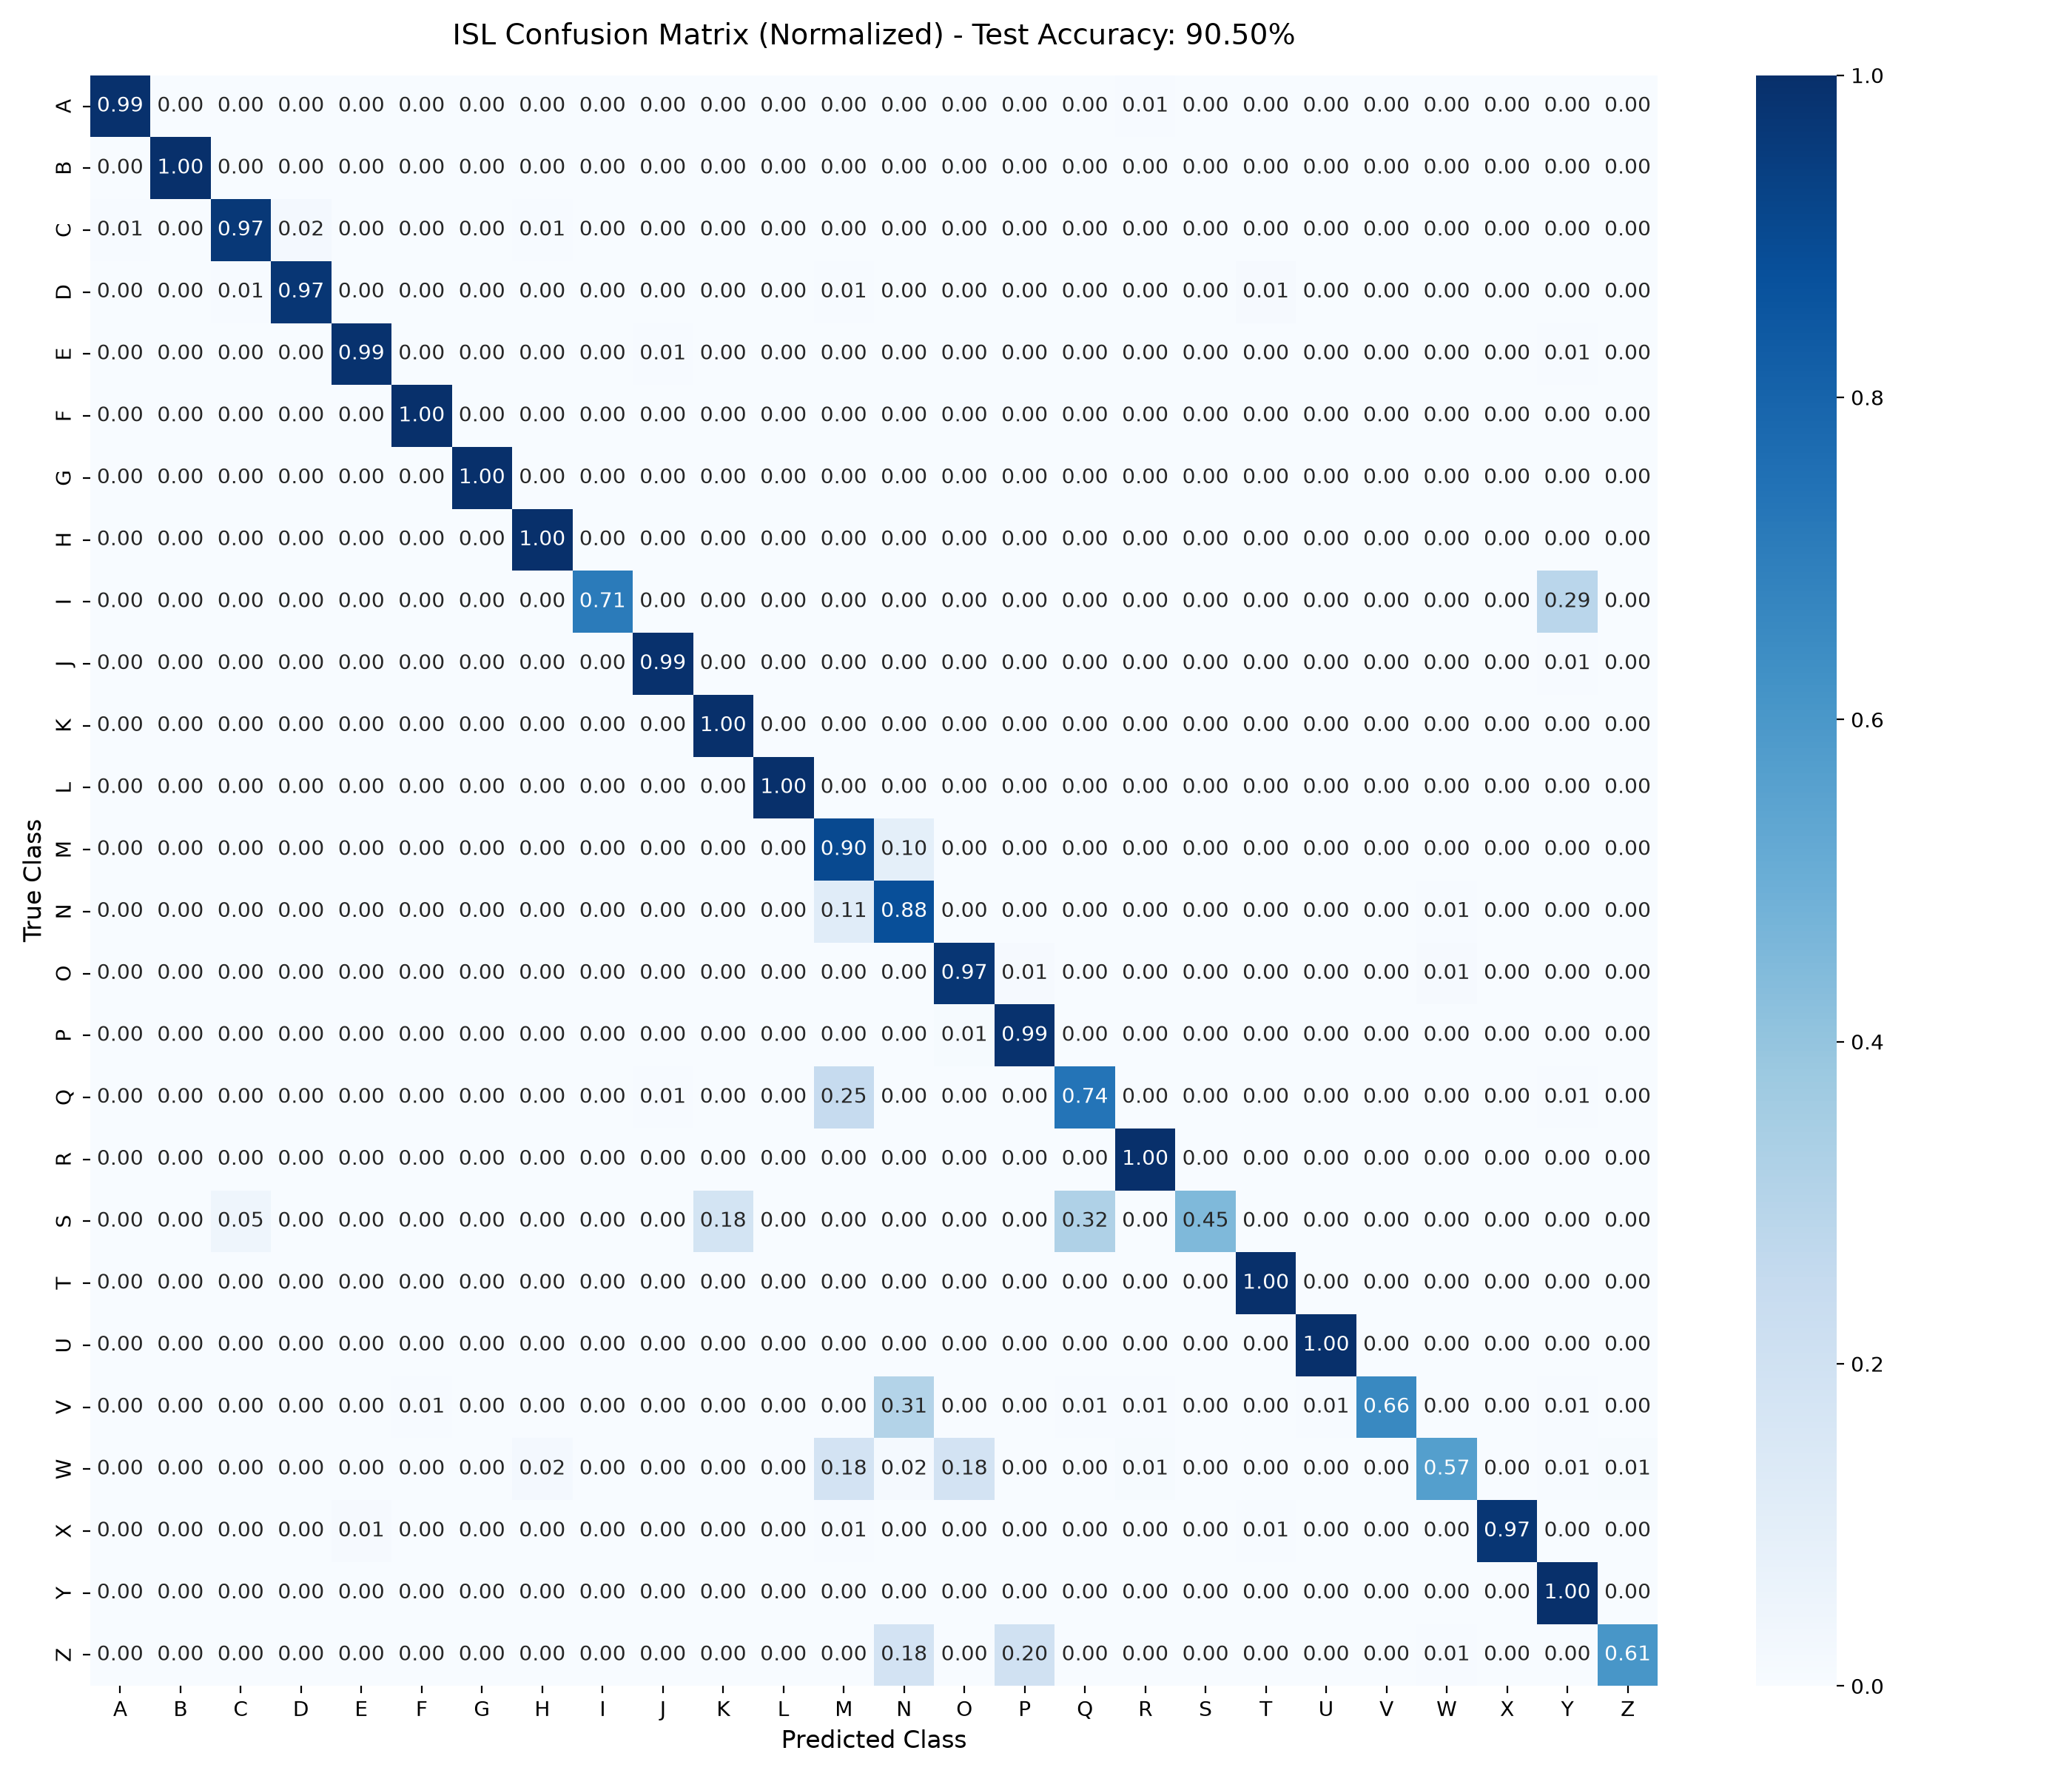 ISL Confusion Matrix (Normalized) - Test Accuracy: 90.50%
A 0.99 0.00 0.00 0.00 0.00 0.00 0.00 0.00 0.00 0.00 0.00 0.00 0.00 0.00 0.00 0.00 0.00 0.01 0.00 0.00 0.00 0.00 0.00 0.00 0.00 0.00
B 0.00 1.00 0.00 0.00 0.00 0.00 0.00 0.00 0.00 0.00 0.00 0.00 0.00 0.00 0.00 0.00 0.00 0.00 0.00 0.00 0.00 0.00 0.00 0.00 0.00 0.00
C 0.01 0.00 0.97 0.02 0.00 0.00 0.00 0.01 0.00 0.00 0.00 0.00 0.00 0.00 0.00 0.00 0.00 0.00 0.00 0.00 0.00 0.00 0.00 0.00 0.00 0.00
D 0.00 0.00 0.01 0.97 0.00 0.00 0.00 0.00 0.00 0.00 0.00 0.00 0.01 0.00 0.00 0.00 0.00 0.00 0.00 0.01 0.00 0.00 0.00 0.00 0.00 0.00
E 0.00 0.00 0.00 0.00 0.99 0.00 0.00 0.00 0.00 0.01 0.00 0.00 0.00 0.00 0.00 0.00 0.00 0.00 0.00 0.00 0.00 0.00 0.00 0.00 0.01 0.00
F 0.00 0.00 0.00 0.00 0.00 1.00 0.00 0.00 0.00 0.00 0.00 0.00 0.00 0.00 0.00 0.00 0.00 0.00 0.00 0.00 0.00 0.00 0.00 0.00 0.00 0.00
G 0.00 0.00 0.00 0.00 0.00 0.00 1.00 0.00 0.00 0.00 0.00 0.00 0.00 0.00 0.00 0.00 0.00 0.00 0.00 0.00 0.00 0.00 0.00 0.00 0.00 0.00
H 0.00 0.00 0.00 0.00 0.00 0.00 0.00 1.00 0.00 0.00 0.00 0.00 0.00 0.00 0.00 0.00 0.00 0.00 0.00 0.00 0.00 0.00 0.00 0.00 0.00 0.00
I 0.00 0.00 0.00 0.00 0.00 0.00 0.00 0.00 0.71 0.00 0.00 0.00 0.00 0.00 0.00 0.00 0.00 0.00 0.00 0.00 0.00 0.00 0.00 0.00 0.29 0.00
J 0.00 0.00 0.00 0.00 0.00 0.00 0.00 0.00 0.00 0.99 0.00 0.00 0.00 0.00 0.00 0.00 0.00 0.00 0.00 0.00 0.00 0.00 0.00 0.00 0.01 0.00
K 0.00 0.00 0.00 0.00 0.00 0.00 0.00 0.00 0.00 0.00 1.00 0.00 0.00 0.00 0.00 0.00 0.00 0.00 0.00 0.00 0.00 0.00 0.00 0.00 0.00 0.00
L 0.00 0.00 0.00 0.00 0.00 0.00 0.00 0.00 0.00 0.00 0.00 1.00 0.00 0.00 0.00 0.00 0.00 0.00 0.00 0.00 0.00 0.00 0.00 0.00 0.00 0.00
M 0.00 0.00 0.00 0.00 0.00 0.00 0.00 0.00 0.00 0.00 0.00 0.00 0.90 0.10 0.00 0.00 0.00 0.00 0.00 0.00 0.00 0.00 0.00 0.00 0.00 0.00
N 0.00 0.00 0.00 0.00 0.00 0.00 0.00 0.00 0.00 0.00 0.00 0.00 0.11 0.88 0.00 0.00 0.00 0.00 0.00 0.00 0.00 0.00 0.01 0.00 0.00 0.00
O 0.00 0.00 0.00 0.00 0.00 0.00 0.00 0.00 0.00 0.00 0.00 0.00 0.00 0.00 0.97 0.01 0.00 0.00 0.00 0.00 0.00 0.00 0.01 0.00 0.00 0.00
P 0.00 0.00 0.00 0.00 0.00 0.00 0.00 0.00 0.00 0.00 0.00 0.00 0.00 0.00 0.01 0.99 0.00 0.00 0.00 0.00 0.00 0.00 0.00 0.00 0.00 0.00
Q 0.00 0.00 0.00 0.00 0.00 0.00 0.00 0.00 0.00 0.01 0.00 0.00 0.25 0.00 0.00 0.00 0.74 0.00 0.00 0.00 0.00 0.00 0.00 0.00 0.01 0.00
R 0.00 0.00 0.00 0.00 0.00 0.00 0.00 0.00 0.00 0.00 0.00 0.00 0.00 0.00 0.00 0.00 0.00 1.00 0.00 0.00 0.00 0.00 0.00 0.00 0.00 0.00
S 0.00 0.00 0.05 0.00 0.00 0.00 0.00 0.00 0.00 0.00 0.18 0.00 0.00 0.00 0.00 0.00 0.32 0.00 0.45 0.00 0.00 0.00 0.00 0.00 0.00 0.00
T 0.00 0.00 0.00 0.00 0.00 0.00 0.00 0.00 0.00 0.00 0.00 0.00 0.00 0.00 0.00 0.00 0.00 0.00 0.00 1.00 0.00 0.00 0.00 0.00 0.00 0.00
U 0.00 0.00 0.00 0.00 0.00 0.00 0.00 0.00 0.00 0.00 0.00 0.00 0.00 0.00 0.00 0.00 0.00 0.00 0.00 0.00 1.00 0.00 0.00 0.00 0.00 0.00
V 0.00 0.00 0.00 0.00 0.00 0.01 0.00 0.00 0.00 0.00 0.00 0.00 0.00 0.31 0.00 0.00 0.01 0.01 0.00 0.00 0.01 0.66 0.00 0.00 0.01 0.00
W 0.00 0.00 0.00 0.00 0.00 0.00 0.00 0.02 0.00 0.00 0.00 0.00 0.18 0.02 0.18 0.00 0.00 0.01 0.00 0.00 0.00 0.00 0.57 0.00 0.01 0.01
X 0.00 0.00 0.00 0.00 0.01 0.00 0.00 0.00 0.00 0.00 0.00 0.00 0.01 0.00 0.00 0.00 0.00 0.00 0.00 0.01 0.00 0.00 0.00 0.97 0.00 0.00
Y 0.00 0.00 0.00 0.00 0.00 0.00 0.00 0.00 0.00 0.00 0.00 0.00 0.00 0.00 0.00 0.00 0.00 0.00 0.00 0.00 0.00 0.00 0.00 0.00 1.00 0.00
Z 0.00 0.00 0.00 0.00 0.00 0.00 0.00 0.00 0.00 0.00 0.00 0.00 0.00 0.18 0.00 0.20 0.00 0.00 0.00 0.00 0.00 0.00 0.01 0.00 0.00 0.61
A B C D E F G H I J K L M N O P Q R S T U V W X Y Z
Predicted Class
True Class
1.0
0.8
0.6
0.4
0.2
0.0